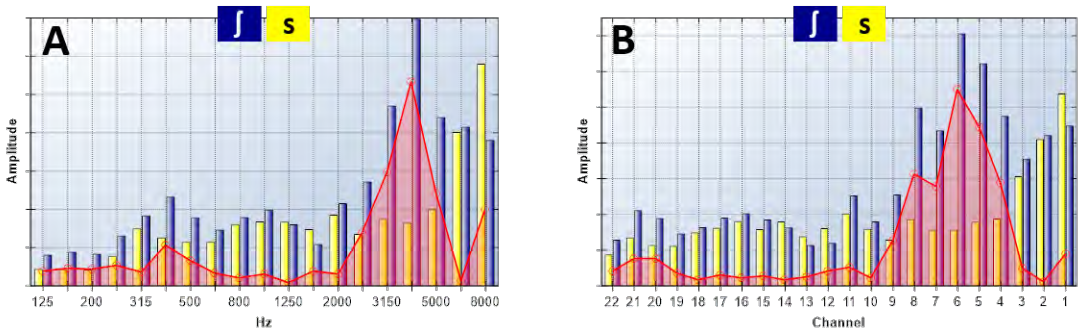 A
ʃ s
Amplitude
125 200 315 500 800 1250 2000 3150 5000 8000
Hz
B
ʃ s
Amplitude
22 21 20 19 18 17 16 15 14 13 12 11 10 9 8 7 6 5 4 3 2 1
Channel